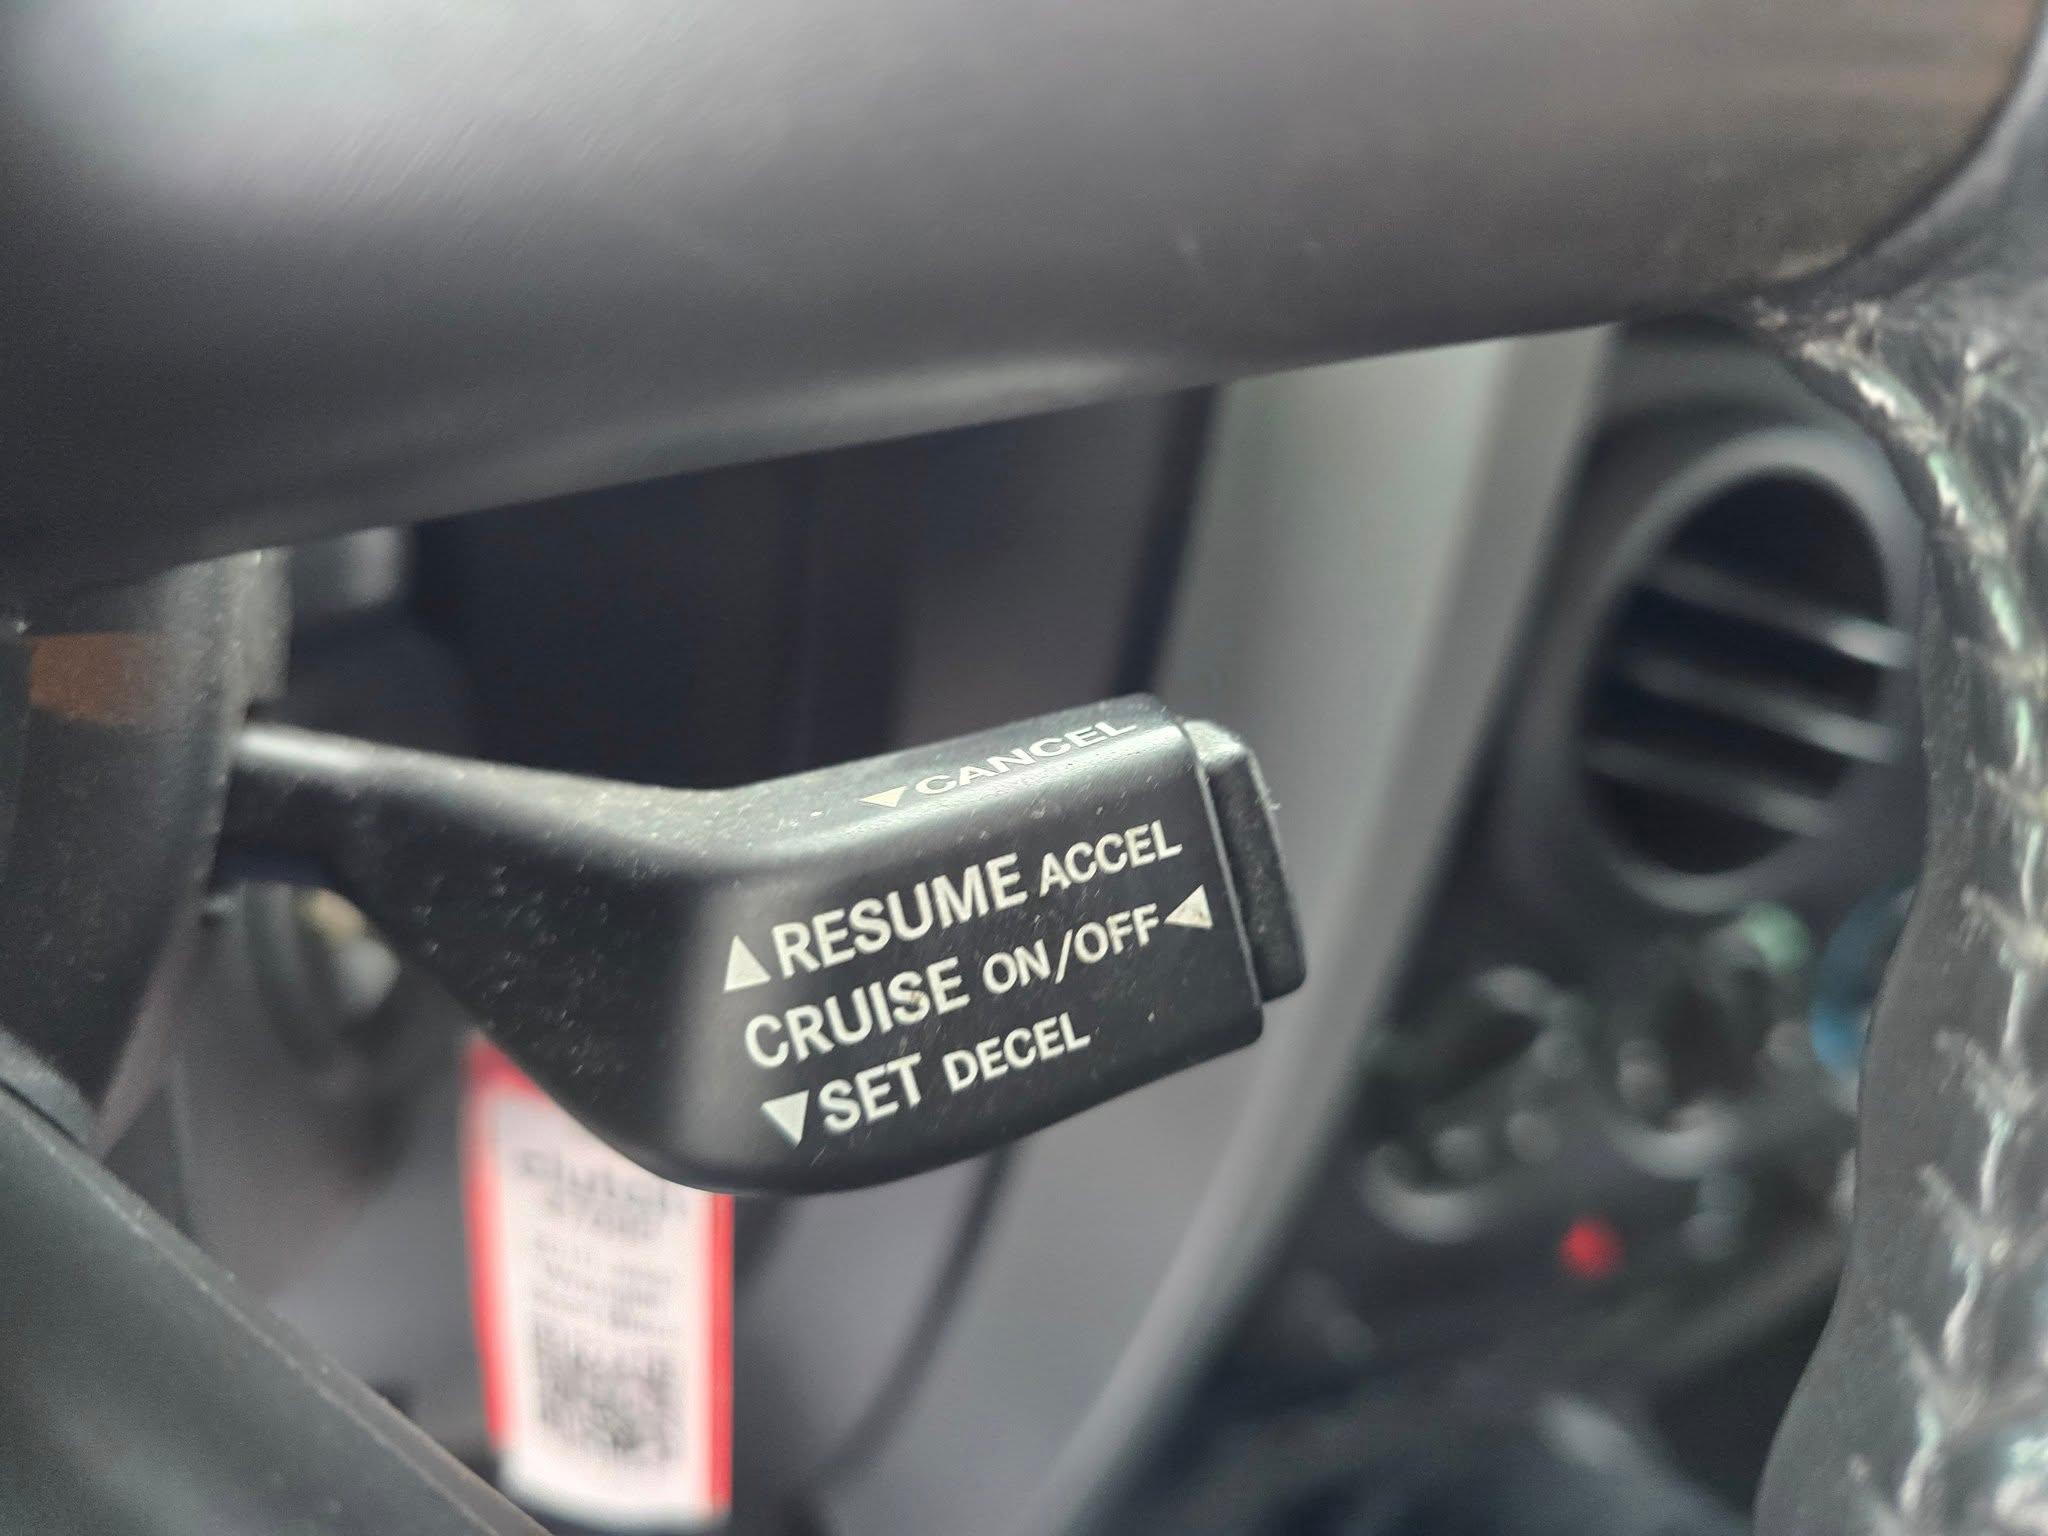 ▼CANCEL
▲RESUME ACCEL
CRUISE ON/OFF◀
▼SET DECEL